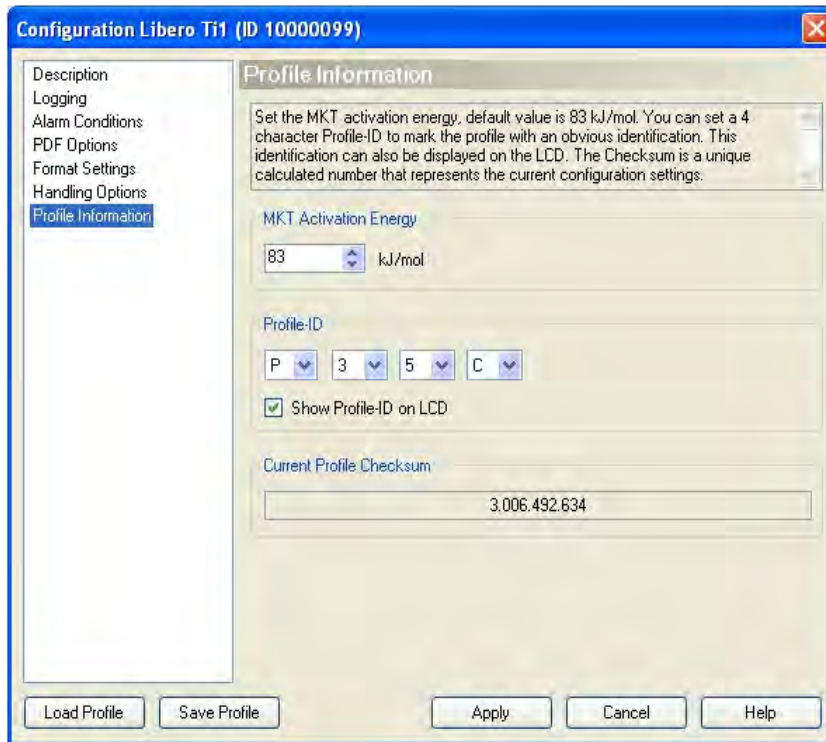 Configuration Libero Ti1 (ID 10000099)
Description
Logging
Alarm Conditions
PDF Options
Format Settings
Handling Options
Profile Information
Profile Information
Set the MKT activation energy, default value is 83 kJ/mol. You can set a 4
character Profile-ID to mark the profile with an obvious identification. This
identification can also be displayed on the LCD. The Checksum is a unique
calculated number that represents the current configuration settings.
MKT Activation Energy
83 kJ/mol
Profile-ID
P 3 5 C
Show Profile-ID on LCD
Current Profile Checksum
3.006.492.634
Load Profile Save Profile Apply Cancel Help